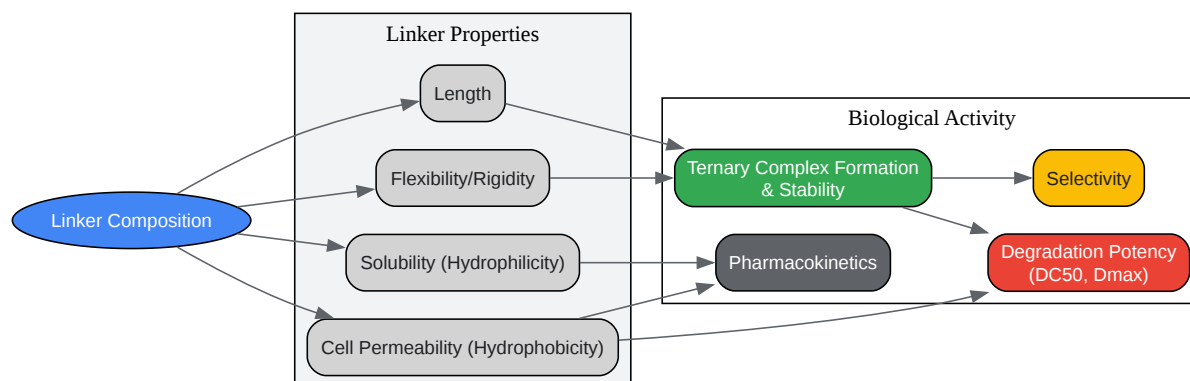 Linker Properties
Length
Flexibility/Rigidity
Linker Composition
Solubility (Hydrophilicity)
Cell Permeability (Hydrophobicity)
Biological Activity
Ternary Complex Formation
& Stability
Selectivity
Pharmacokinetics
Degradation Potency
(DC50, Dmax)